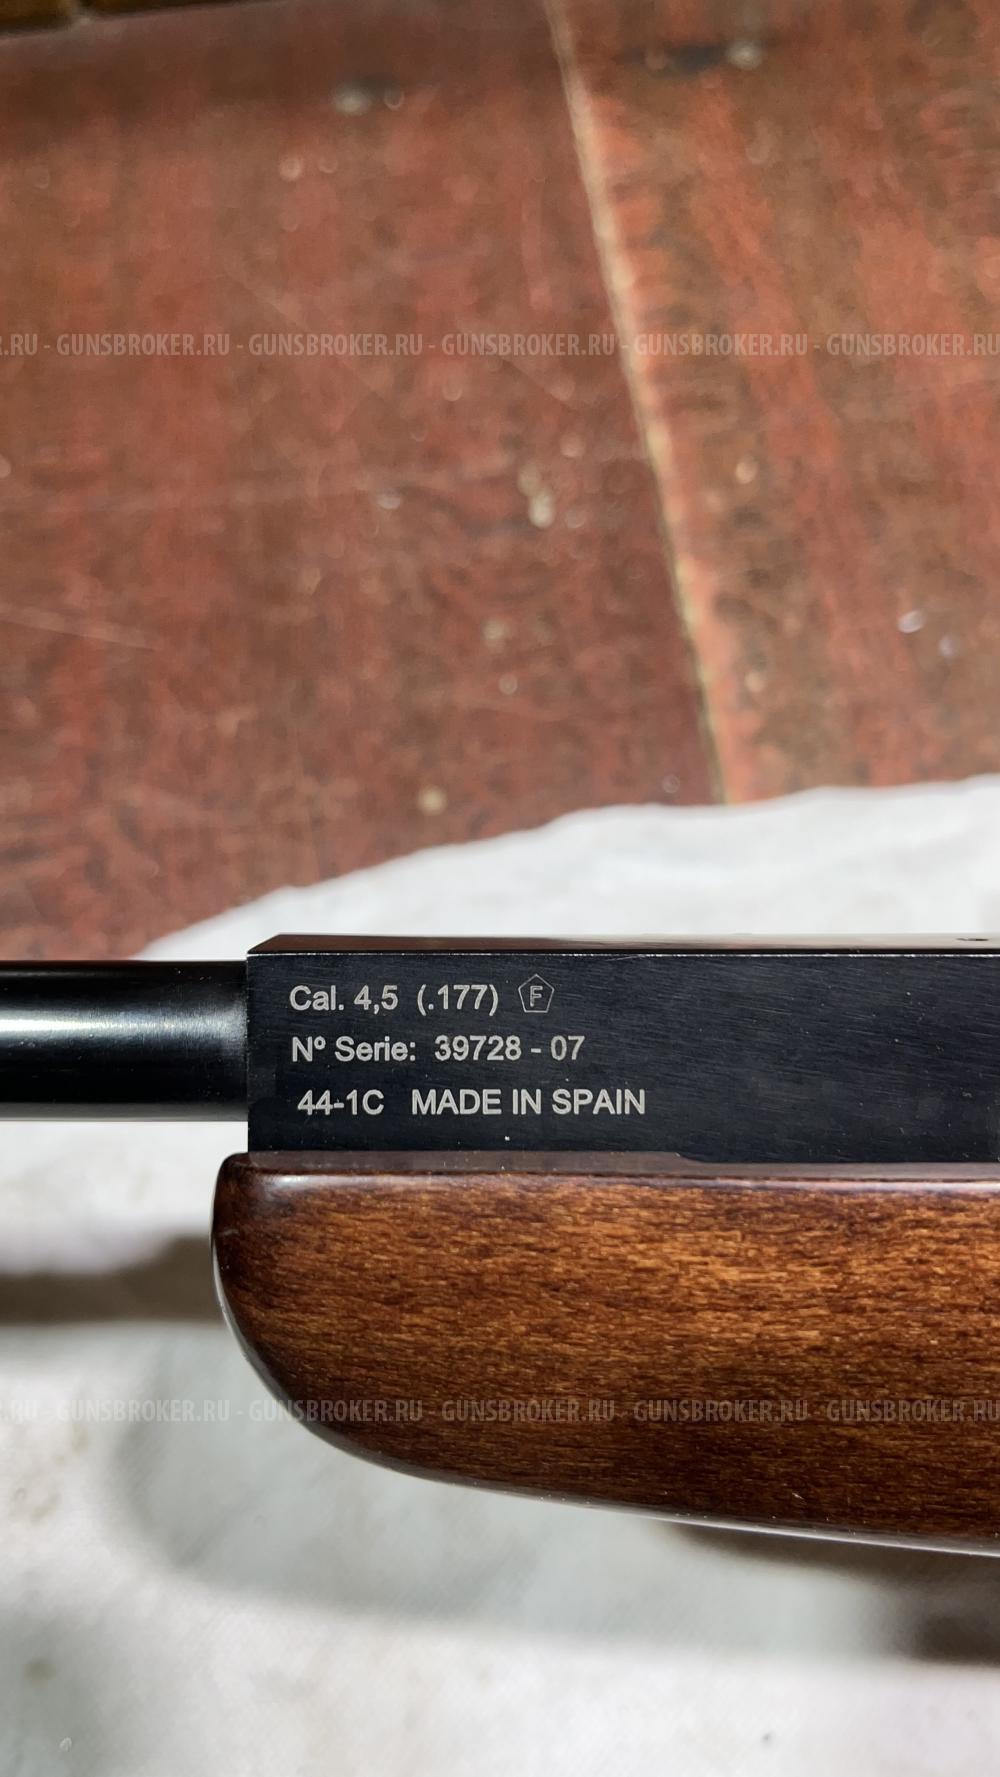 .RU - GUNSBROKER.RU - GUNSBROKER.RU - GUNSBROKER.RU - GUNSBROKER.RU - GUNSBROKER.RU
Cal. 4,5 (.177) F
Nº Serie: 39728 - 07
44-1C MADE IN SPAIN
.RU - GUNSBROKER.RU - GUNSBROKER.RU - GUNSBROKER.RU - GUNSBROKER.RU - GUNSBROKER.RU